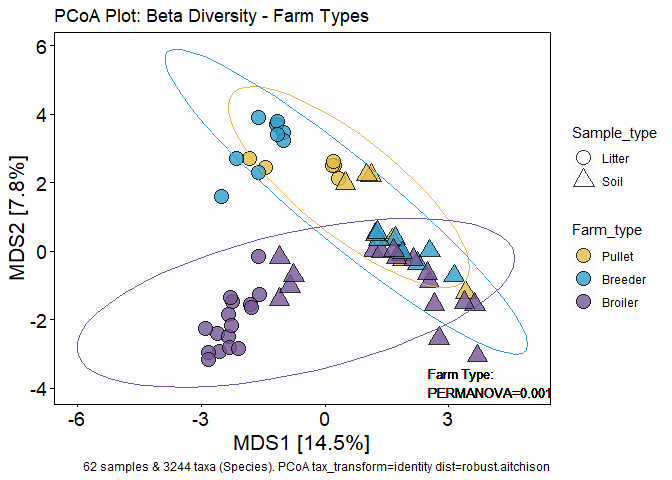 PCoA Plot: Beta Diversity - Farm Types
6
4
2
0
-2
-4
MDS2 [7.8%]
-6
-3
0
3
MDS1 [14.5%]
Farm Type:
PERMANOVA=0.001
Sample_type
Litter
Soil
Farm_type
Pullet
Breeder
Broiler
62 samples & 3244 taxa (Species). PCoA tax_transform=identity dist=robust.aitchison